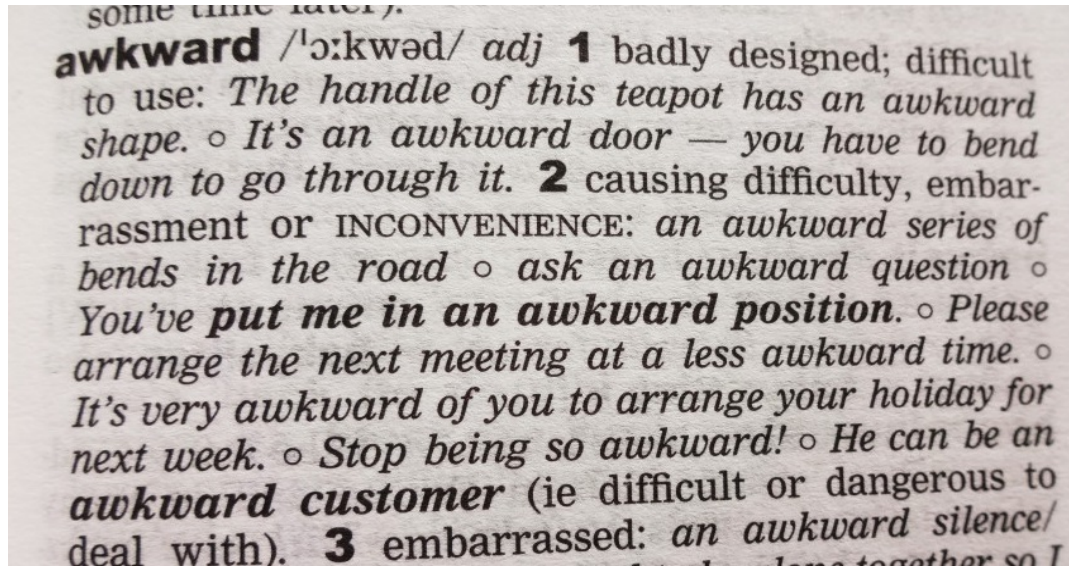 some time later).
awkward /ˈɔːkwəd/ adj 1 badly designed; difficult
to use: The handle of this teapot has an awkward
shape. ○ It's an awkward door — you have to bend
down to go through it. 2 causing difficulty, embar-
rassment or INCONVENIENCE: an awkward series of
bends in the road ○ ask an awkward question ○
You've put me in an awkward position. ○ Please
arrange the next meeting at a less awkward time. ○
It's very awkward of you to arrange your holiday for
next week. ○ Stop being so awkward! ○ He can be an
awkward customer (ie difficult or dangerous to
deal with). 3 embarrassed: an awkward silence/
together so I